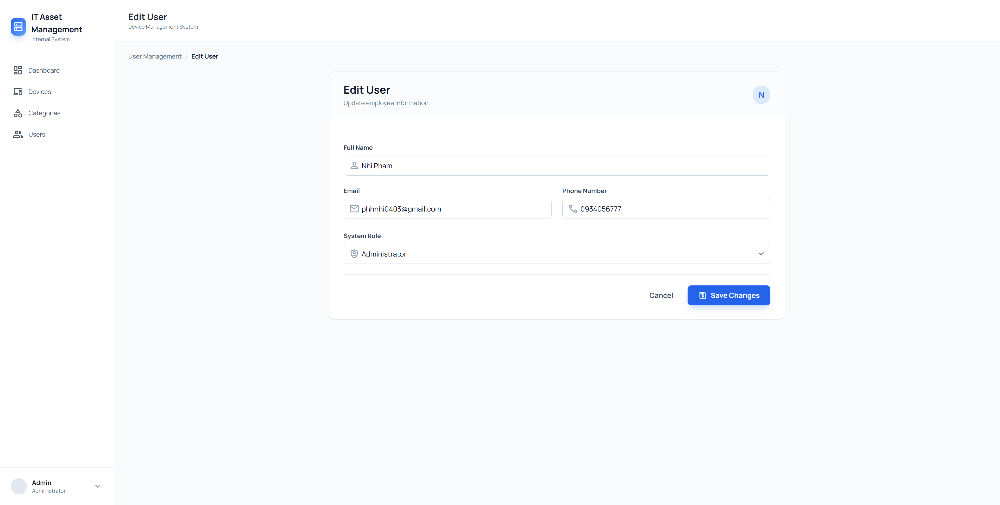 IT Asset
Management
Internal System
Dashboard
Devices
Categories
Users
Admin
Administrator
Edit User
Device Management System
User Management / Edit User
Edit User
Update employee information.
N
Full Name
Nhi Pham
Email
phhnhi0403@gmail.com
Phone Number
0934056777
System Role
Administrator
Cancel
Save Changes